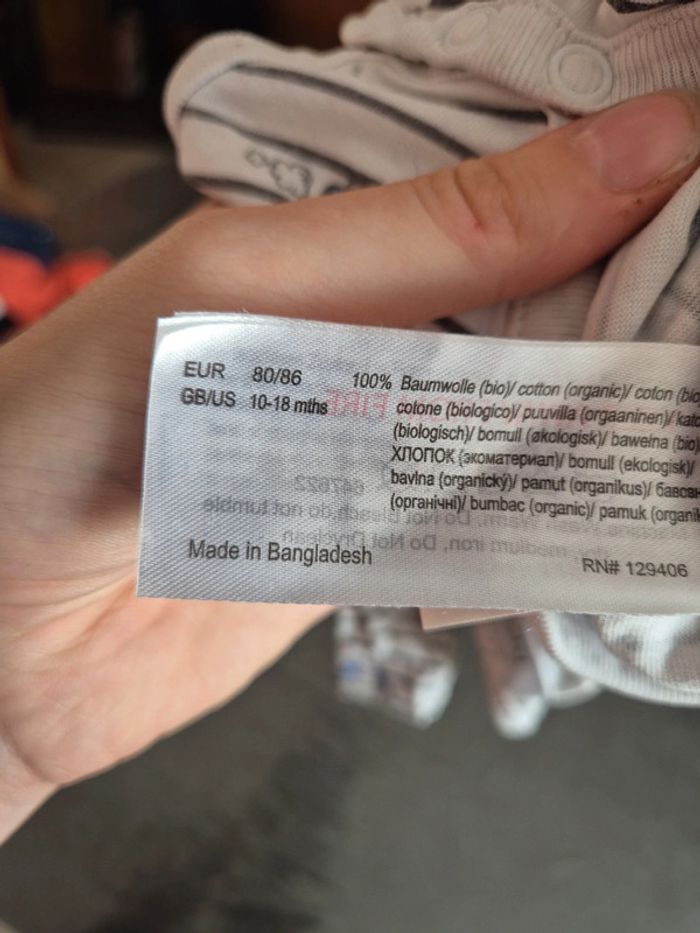 EUR 80/86
GB/US 10-18 mths
100% Baumwolle (bio)/ cotton (organic)/ coton (bio
cotone (biologico)/ puuvilla (orgaaninen)/ kato
(biologisch)/ bomull (økologisk)/ bawełna (bio)
ХЛОПОК (экоматериал)/ bomull (ekologisk)/
bavlna (organický)/ pamut (organikus)/ бавов
(органічні)/ bumbac (organic)/ pamuk (organik
Made in Bangladesh
RN# 129406